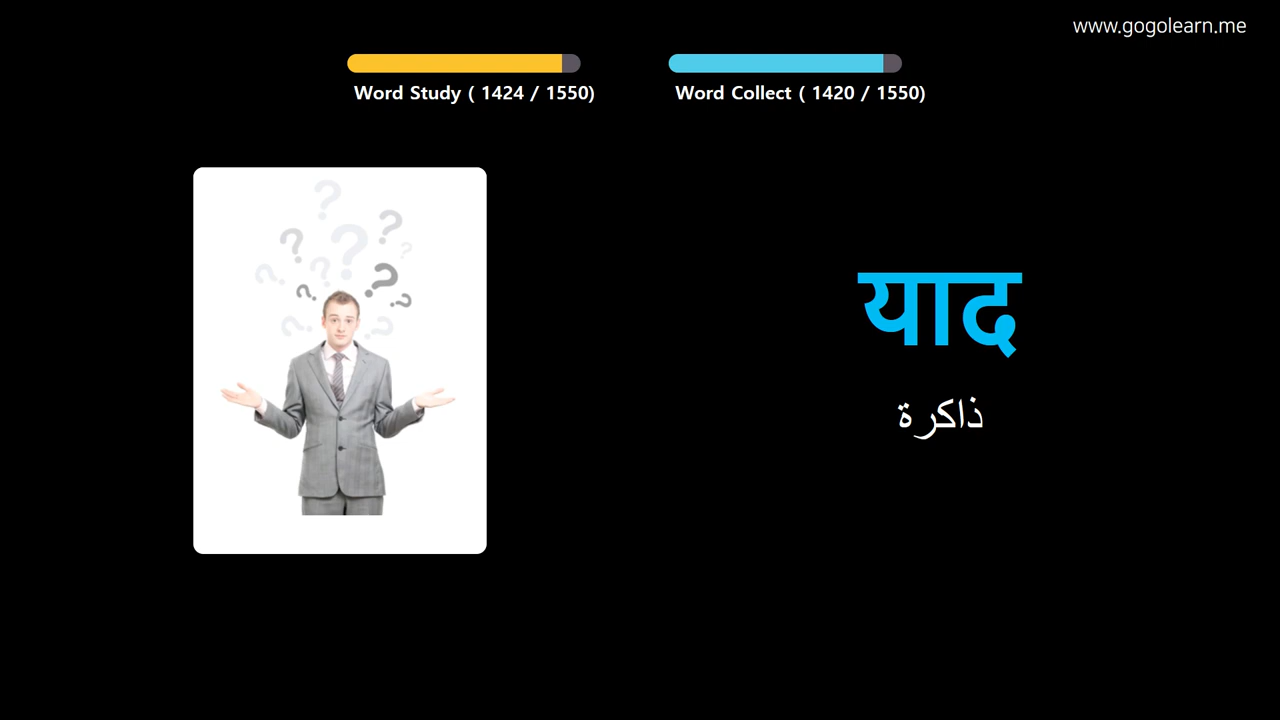 www.gogolearn.me
Word Study ( 1424 / 1550)
Word Collect ( 1420 / 1550)
याद
ذاكرة